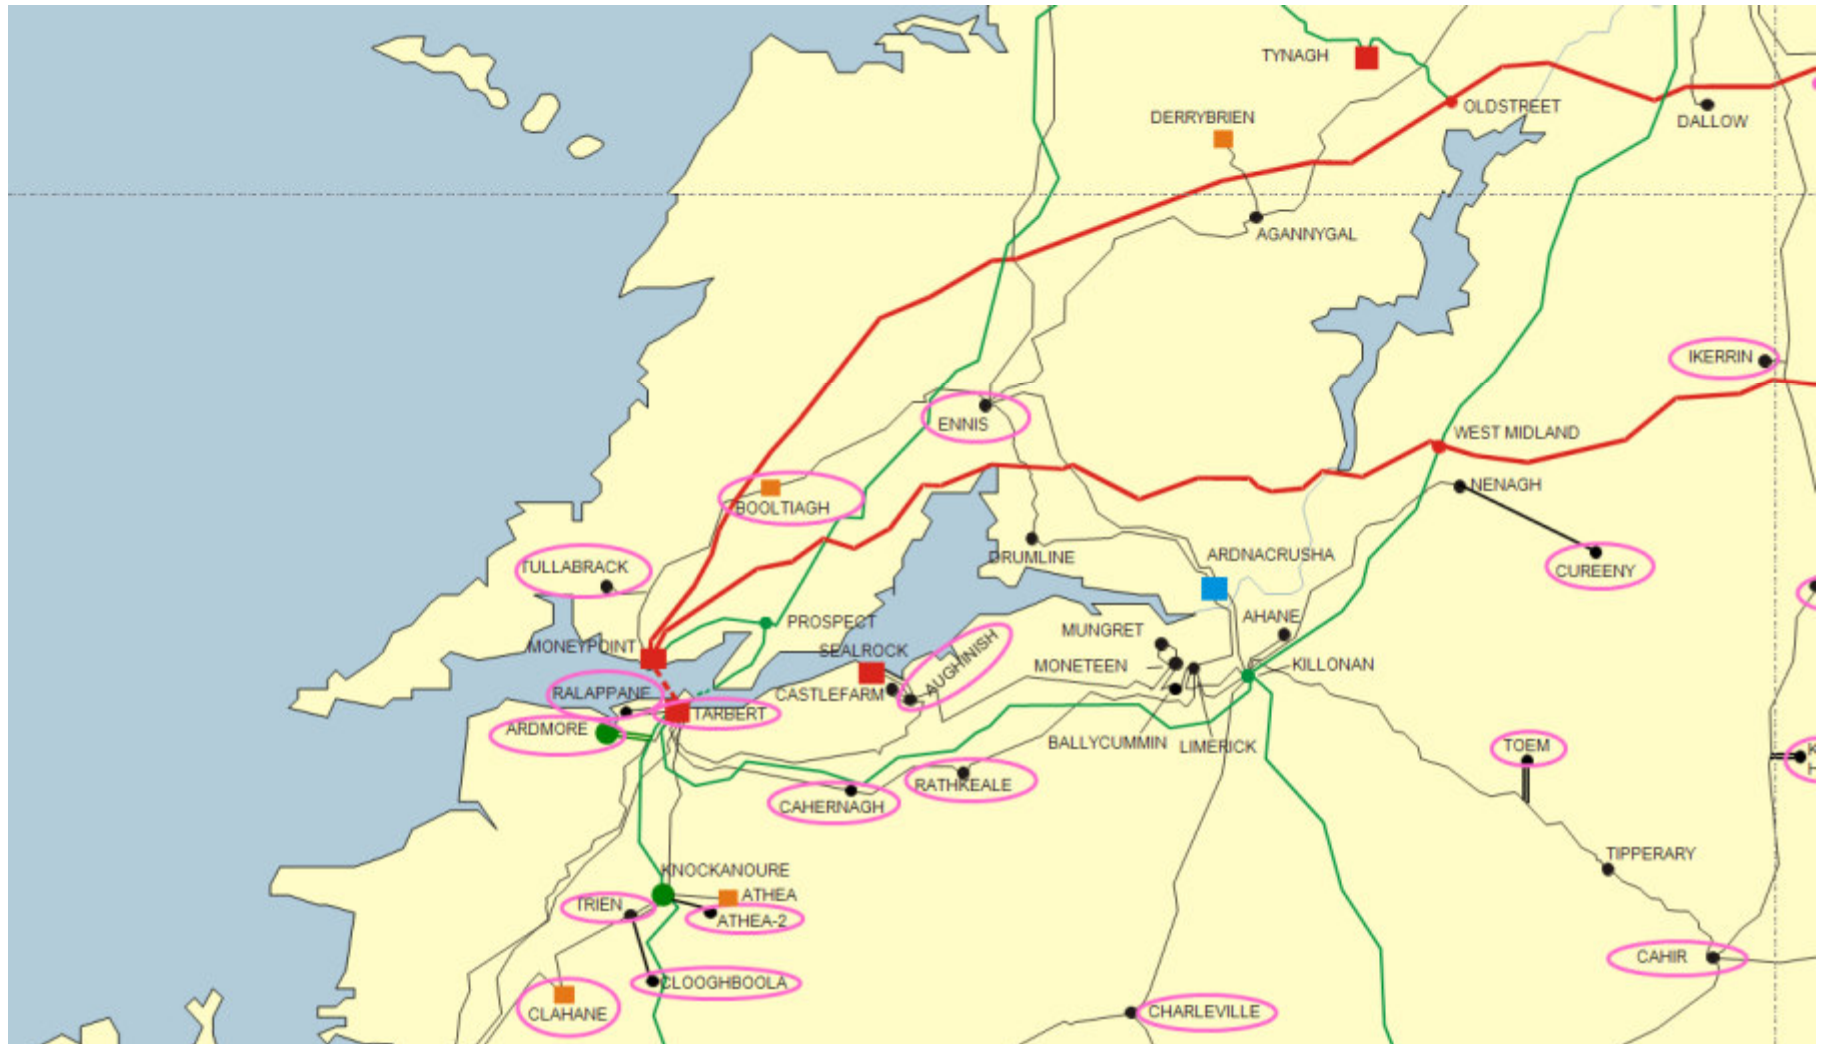 TYNAGH
OLDSTREET
DALLOW
DERRYBRIEN
AGANNYGAL
IKERRIN
ENNIS
WEST MIDLAND
BOOLTIAGH
NENAGH
DRUMLINE
ARDNACRUSHA
TULLABRACK
CUREENY
PROSPECT
AHANE
MUNGRET
MONEYPOINT
SEALROCK
AUGHINISH
MONETEEN
KILLONAN
RALAPPANE
CASTLEFARM
TARBERT
ARDMORE
BALLYCUMMIN
LIMERICK
TOEM
K
H
RATHKEALE
CAHERNAGH
TIPPERARY
KNOCKANOURE
ATHEA
TRIEN
ATHEA-2
CAHIR
CLOOGHBOOLA
CLAHANE
CHARLEVILLE